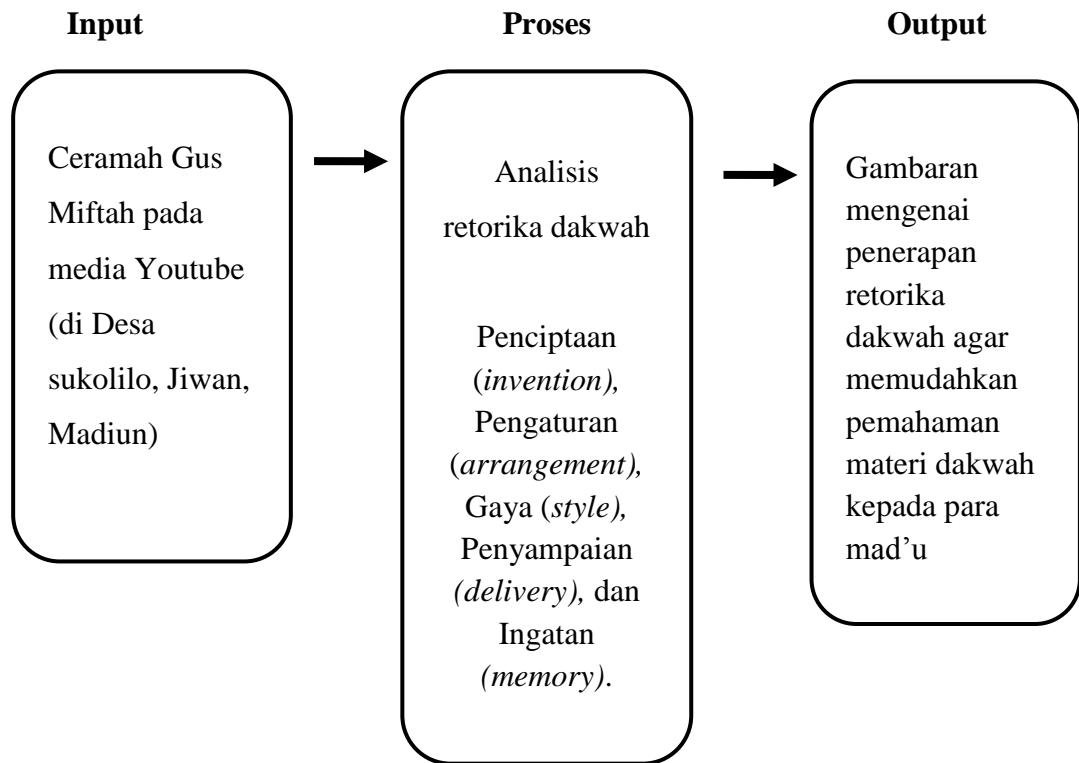 Input
Proses
Output
Ceramah Gus
Miftah pada
media Youtube
(di Desa
sukolilo, Jiwan,
Madiun)
Analisis
retorika dakwah
Penciptaan
(invention),
Pengaturan
(arrangement),
Gaya (style),
Penyampaian
(delivery), dan
Ingatan
(memory).
Gambaran
mengenai
penerapan
retorika
dakwah agar
memudahkan
pemahaman
materi dakwah
kepada para
mad’u